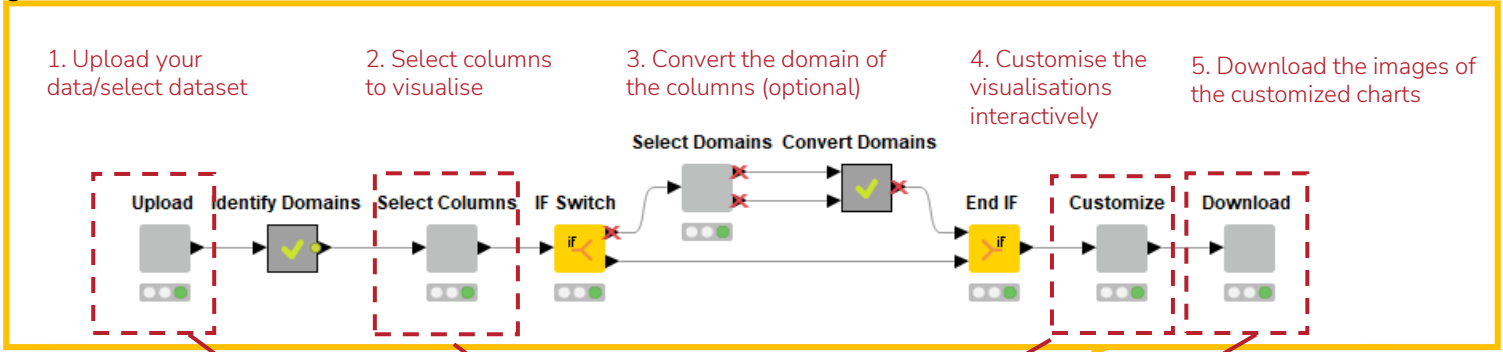 1. Upload your
data/select dataset
2. Select columns
to visualise
3. Convert the domain of
the columns (optional)
4. Customise the
visualisations
interactively
5. Download the images of
the customized charts
Select Domains
Convert Domains
Upload
Identify Domains
Select Columns
IF Switch
End IF
Customize
Download
if
if